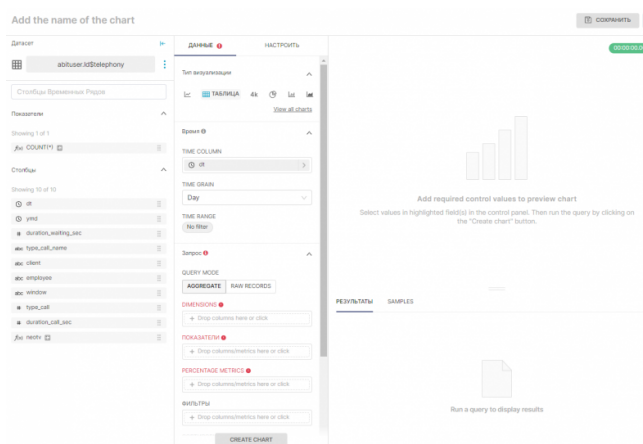 Add the name of the chart
СОХРАНИТЬ
Датасет
abituser.ld$telephony
Столбцы Временных Рядов
Показатели
Showing 1 of 1
ƒ(x) COUNT(*)
Столбцы
Showing 10 of 10
dt
ymd
# duration_waiting_sec
abc type_call_name
abc client
abc employee
abc window
# type_call
# duration_call_sec
ƒ(x) neotv
ДАННЫЕ
НАСТРОИТЬ
Тип визуализации
ТАБЛИЦА
4k
View all charts
Время
TIME COLUMN
dt
TIME GRAIN
Day
TIME RANGE
No filter
Запрос
QUERY MODE
AGGREGATE
RAW RECORDS
DIMENSIONS
+ Drop columns here or click
ПОКАЗАТЕЛИ
+ Drop columns/metrics here or click
PERCENTAGE METRICS
+ Drop columns/metrics here or click
ФИЛЬТРЫ
+ Drop columns/metrics here or click
CREATE CHART
00:00:00.0
Add required control values to preview chart
Select values in highlighted field(s) in the control panel. Then run the query by clicking on
the "Create chart" button.
РЕЗУЛЬТАТЫ
SAMPLES
Run a query to display results